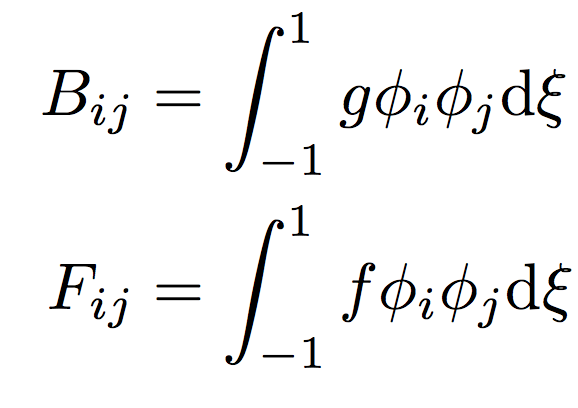 B_{ij} = \int_{-1}^{1} g\phi_i\phi_j\mathrm{d}\xi
F_{ij} = \int_{-1}^{1} f\phi_i\phi_j\mathrm{d}\xi